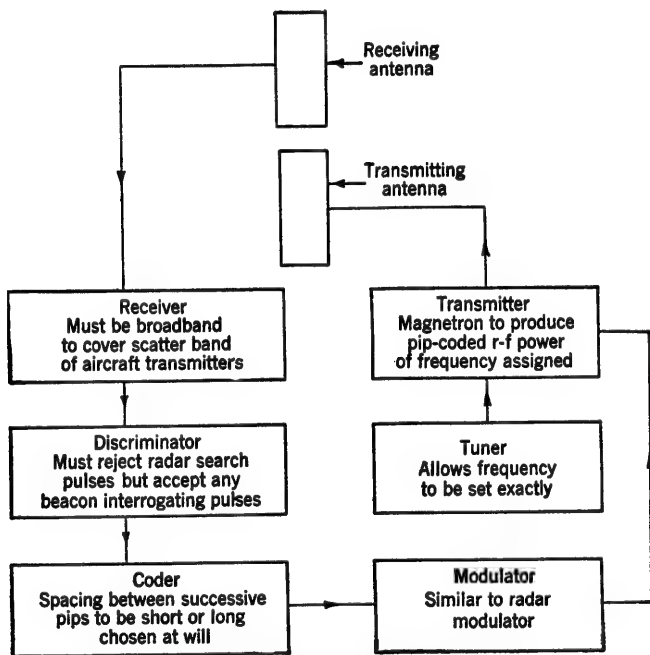 Receiving
antenna
Transmitting
antenna
Receiver
Must be broadband
to cover scatter band
of aircraft transmitters
Transmitter
Magnetron to produce
pip-coded r-f power
of frequency assigned
Discriminator
Must reject radar search
pulses but accept any
beacon interrogating pulses
Tuner
Allows frequency
to be set exactly
Coder
Spacing between successive
pips to be short or long
chosen at will
Modulator
Similar to radar
modulator